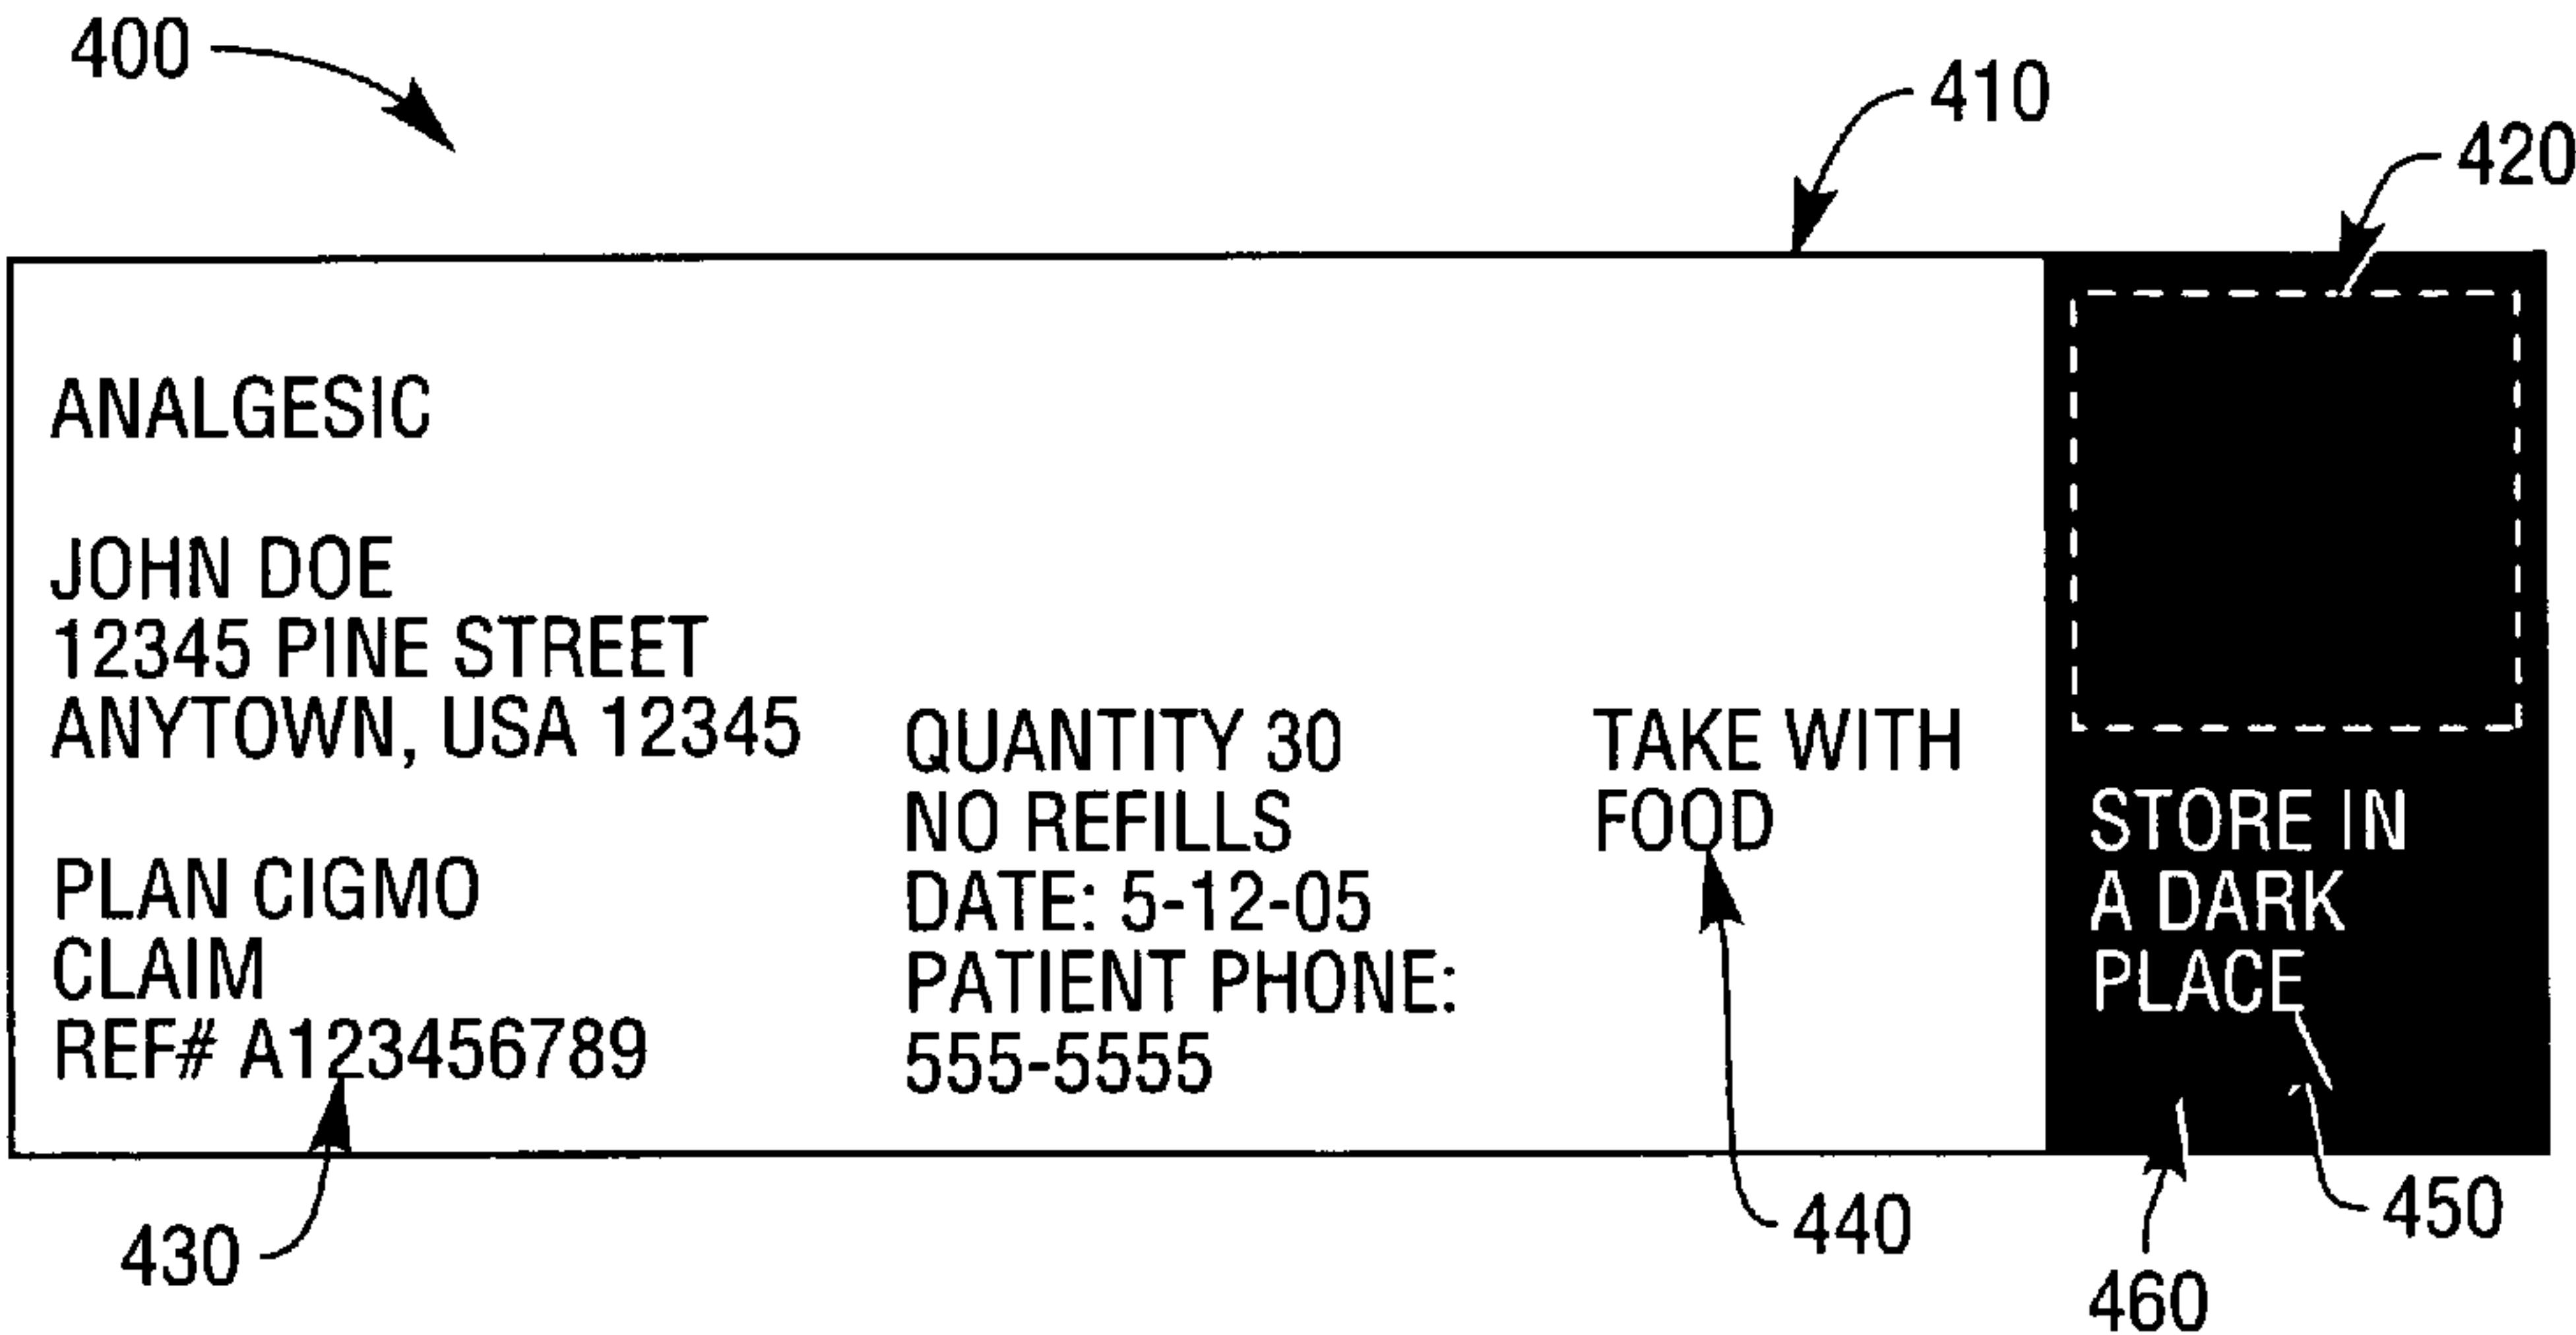 400
410
420
ANALGESIC
JOHN DOE
12345 PINE STREET
ANYTOWN, USA 12345
PLAN CIGMO
CLAIM
REF# A123456789
QUANTITY 30
NO REFILLS
DATE: 5-12-05
PATIENT PHONE:
555-5555
TAKE WITH
FOOD
STORE IN
A DARK
PLACE
430
440
450
460